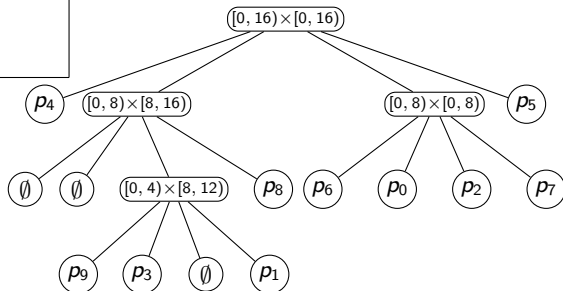 [0, 16)×[0, 16)
p4 [0, 8)×[8, 16) [0, 8)×[0, 8) p5
∅ ∅ [0, 4)×[8, 12) p8 p6 p0 p2 p7
p9 p3 ∅ p1